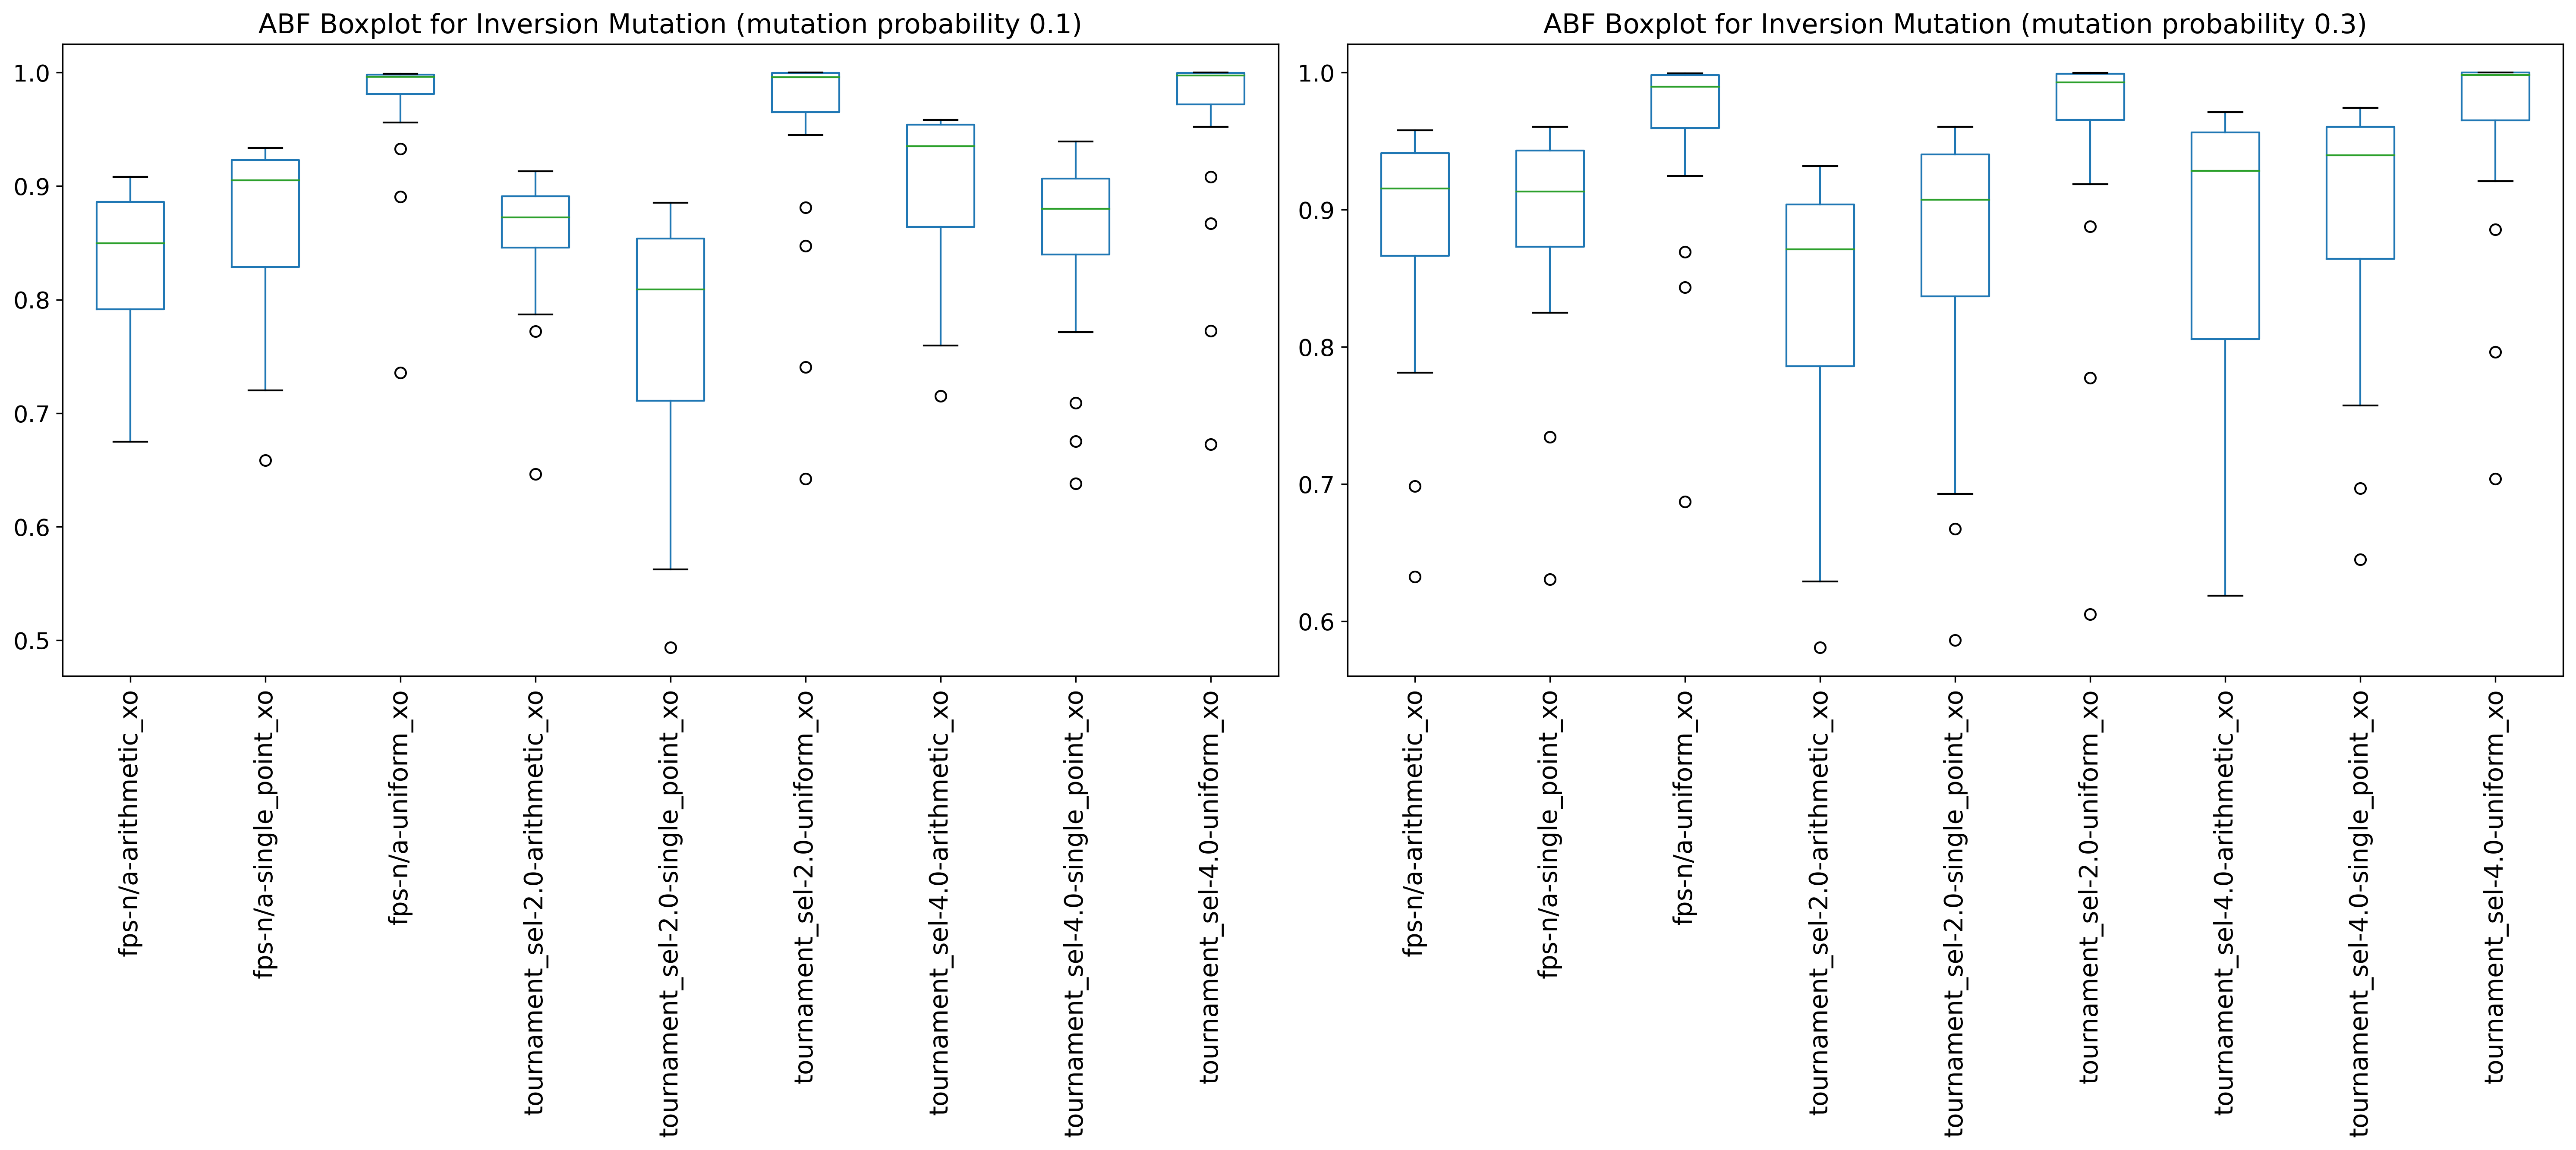 ABF Boxplot for Inversion Mutation (mutation probability 0.1)
1.0
0.9
0.8
0.7
0.6
0.5
fps-n/a-arithmetic_xo
fps-n/a-single_point_xo
fps-n/a-uniform_xo
tournament_sel-2.0-arithmetic_xo
tournament_sel-2.0-single_point_xo
tournament_sel-2.0-uniform_xo
tournament_sel-4.0-arithmetic_xo
tournament_sel-4.0-single_point_xo
tournament_sel-4.0-uniform_xo
ABF Boxplot for Inversion Mutation (mutation probability 0.3)
1.0
0.9
0.8
0.7
0.6
fps-n/a-arithmetic_xo
fps-n/a-single_point_xo
fps-n/a-uniform_xo
tournament_sel-2.0-arithmetic_xo
tournament_sel-2.0-single_point_xo
tournament_sel-2.0-uniform_xo
tournament_sel-4.0-arithmetic_xo
tournament_sel-4.0-single_point_xo
tournament_sel-4.0-uniform_xo